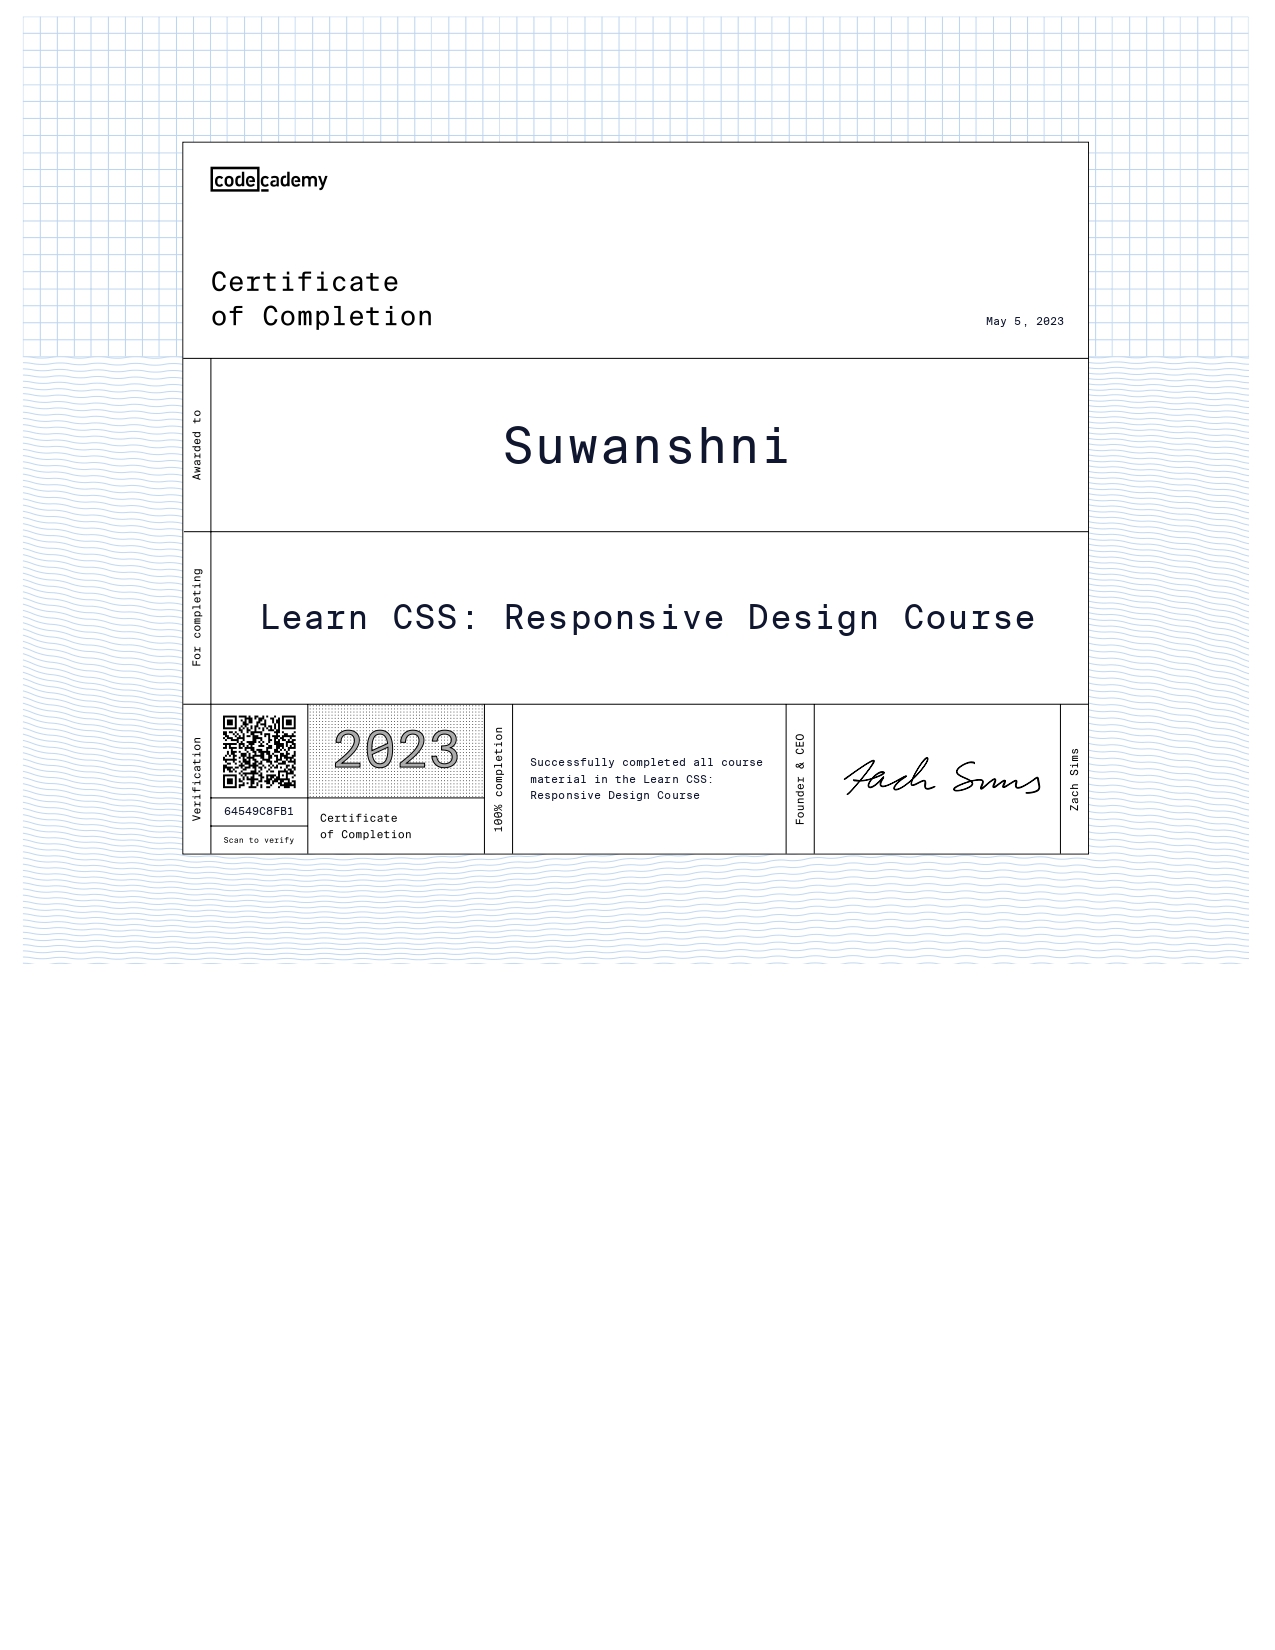 codecademy
Certificate
of Completion
May 5, 2023
Awarded to
Suwanshni
For completing
Learn CSS: Responsive Design Course
Verification
64549C8FB1
Scan to verify
2023
Certificate
of Completion
100% completion
Successfully completed all course
material in the Learn CSS:
Responsive Design Course
Founder & CEO
Zach Sims
Zach Sims